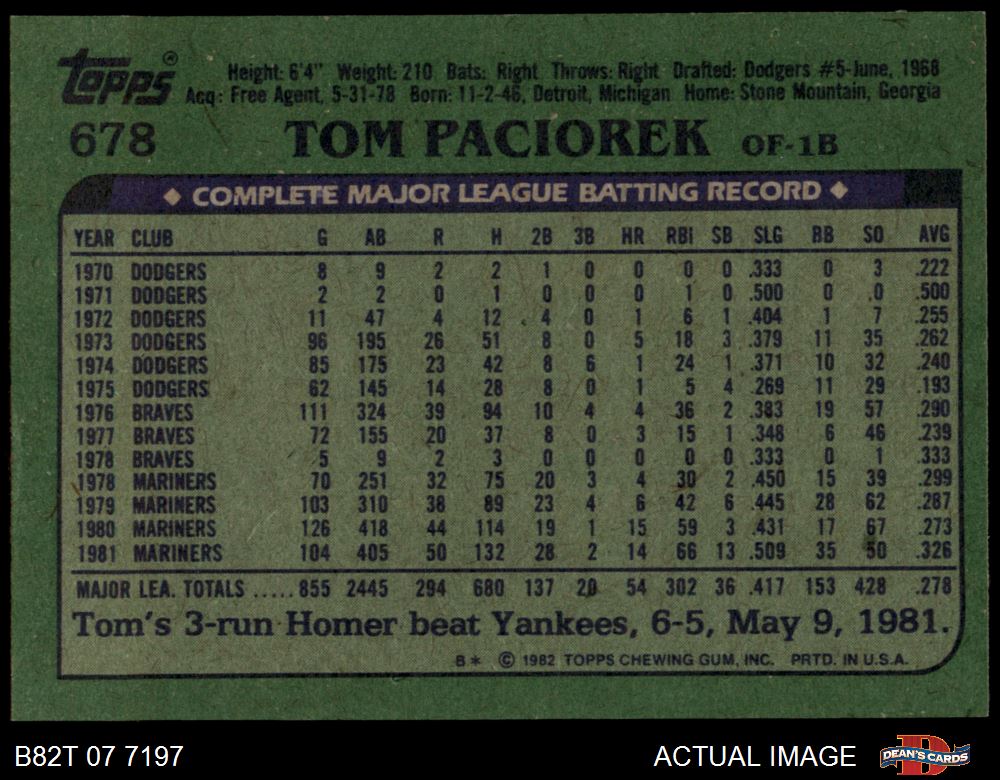 Topps®
Height: 6'4" Weight: 210 Bats: Right Throws: Right Drafted: Dodgers #5-June, 1968
Acq: Free Agent, 5-31-78 Born: 11-2-46, Detroit, Michigan Home: Stone Mountain, Georgia
678 TOM PACIOREK OF-1B
◆ COMPLETE MAJOR LEAGUE BATTING RECORD ◆
YEAR CLUB G AB R H 2B 3B HR RBI SB SLG BB SO AVG
1970 DODGERS 8 9 2 2 1 0 0 0 0 .333 0 3 .222
1971 DODGERS 2 2 0 1 0 0 0 1 0 .500 0 .0 .500
1972 DODGERS 11 47 4 12 4 0 1 6 1 .404 1 7 .255
1973 DODGERS 96 195 26 51 8 0 5 18 3 .379 11 35 .262
1974 DODGERS 85 175 23 42 8 6 1 24 1 .371 10 32 .240
1975 DODGERS 62 145 14 28 8 0 1 5 4 .269 11 29 .193
1976 BRAVES 111 324 39 94 10 4 4 36 2 .383 19 57 .290
1977 BRAVES 72 155 20 37 8 0 3 15 1 .348 6 46 .239
1978 BRAVES 5 9 2 3 0 0 0 0 0 .333 0 1 .333
1978 MARINERS 70 251 32 75 20 3 4 30 2 .450 15 39 .299
1979 MARINERS 103 310 38 89 23 4 6 42 6 .445 28 62 .287
1980 MARINERS 126 418 44 114 19 1 15 59 3 .431 17 67 .273
1981 MARINERS 104 405 50 132 28 2 14 66 13 .509 35 50 .326
MAJOR LEA. TOTALS ..... 855 2445 294 680 137 20 54 302 36 .417 153 428 .278
Tom's 3-run Homer beat Yankees, 6-5, May 9, 1981.
B* © 1982 TOPPS CHEWING GUM, INC. PRTD. IN U.S.A.
B82T 07 7197 ACTUAL IMAGE DEAN'S CARDS